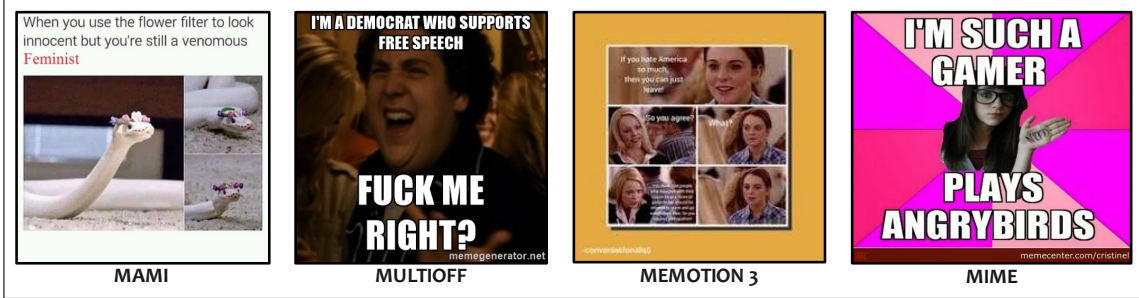 When you use the flower filter to look
innocent but you're still a venomous
Feminist
MAMI
I'M A DEMOCRAT WHO SUPPORTS
FREE SPEECH
FUCK ME
RIGHT?
memegenerator.net
MULTIOFF
If you hate America
so much,
then you can just
leave!
So you agree?
What?
conversationalist
MEMOTION 3
I'M SUCH A
GAMER
NERD
PLAYS
ANGRYBIRDS
memecenter.com/cristinel
MIME